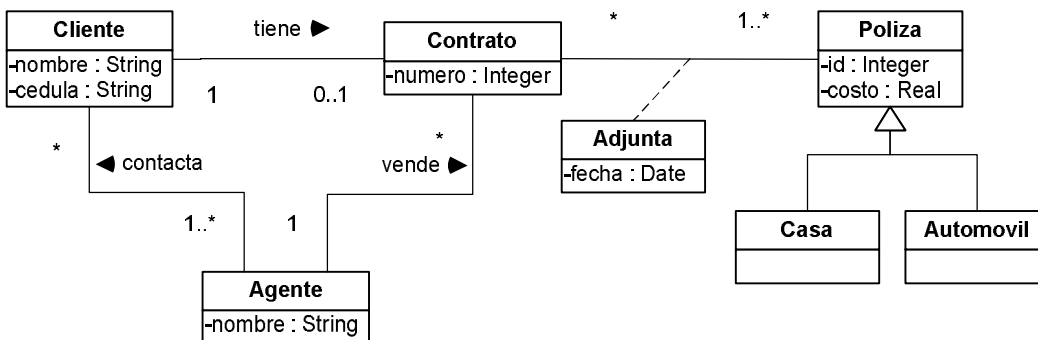 Cliente
-nombre : String
-cedula : String
tiene
1
0..1
Contrato
-numero : Integer
*
1..*
Poliza
-id : Integer
-costo : Real
Adjunta
-fecha : Date
*
contacta
1..*
vende
*
1
Casa
Automovil
Agente
-nombre : String